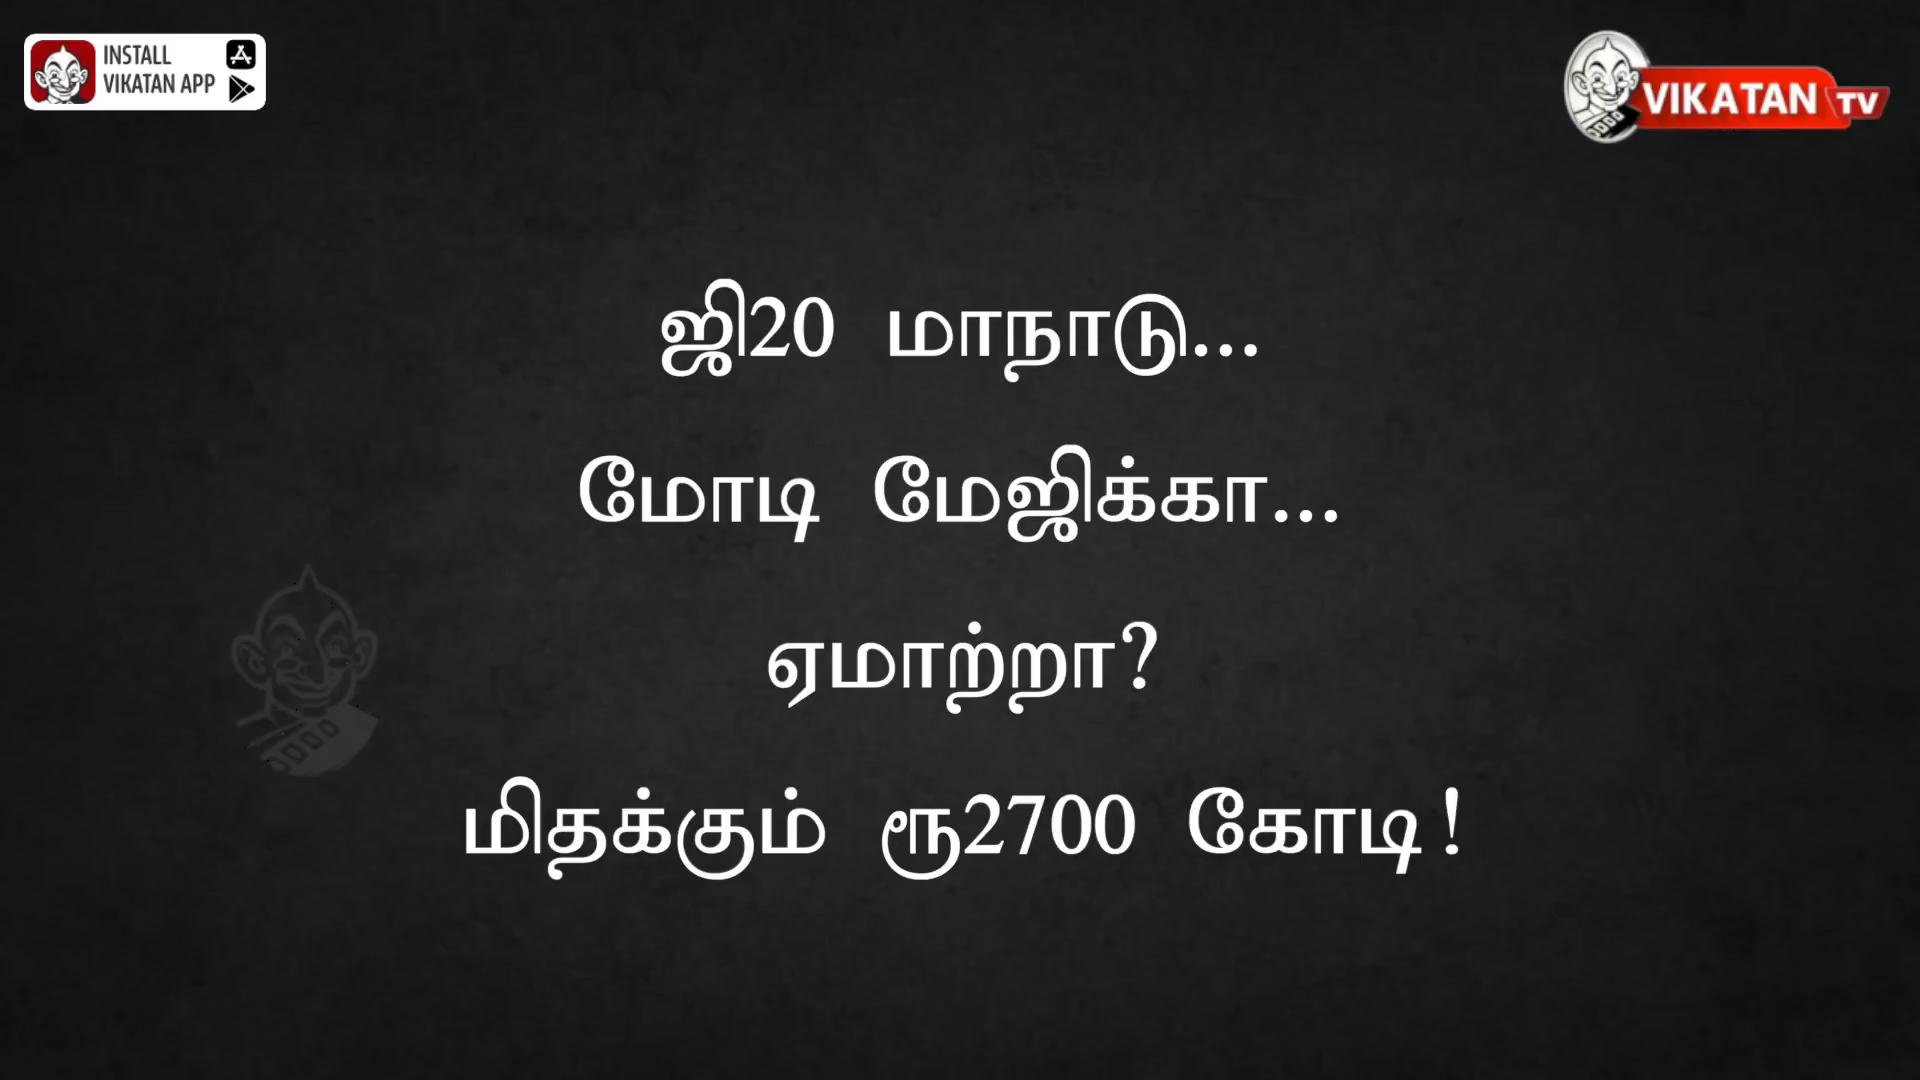 INSTALL
VIKATAN APP
VIKATAN TV
ஜி20 மாநாடு...
மோடி மேஜிக்கா...
ஏமாற்றா?
மிதக்கும் ரூ2700 கோடி!